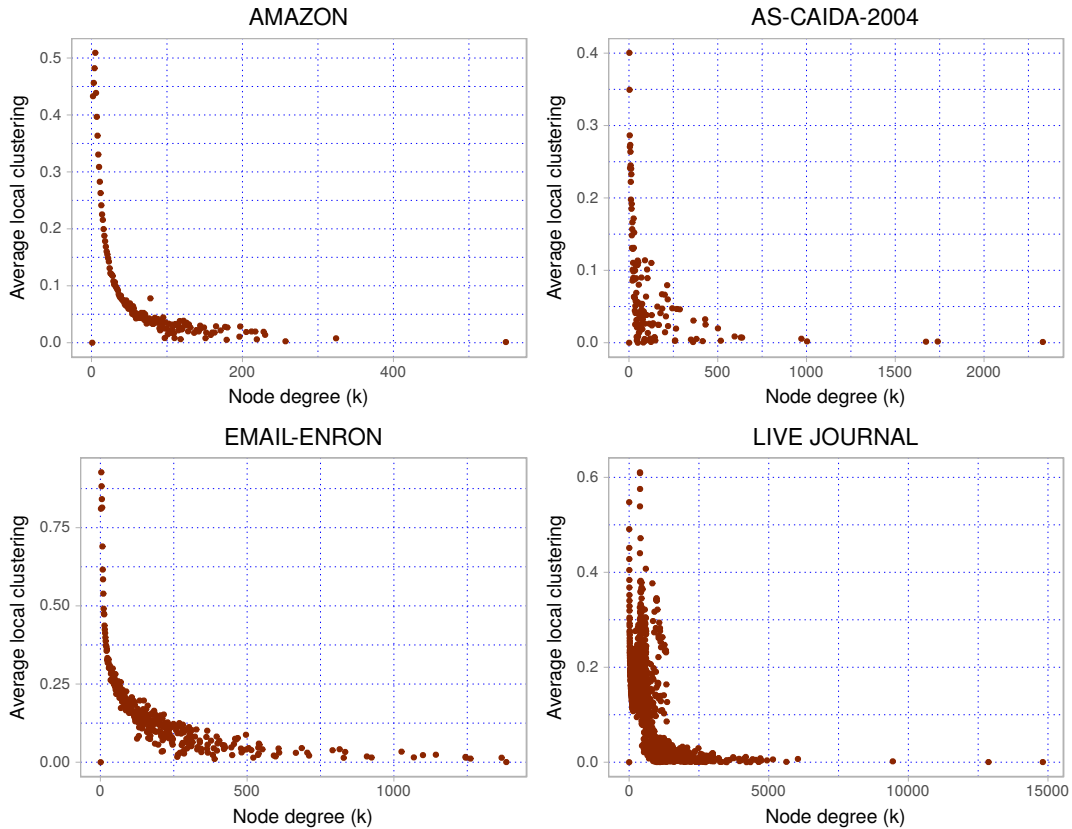 AMAZON
Average local clustering
0.5
0.4
0.3
0.2
0.1
0.0
0
200
400
Node degree (k)
AS-CAIDA-2004
Average local clustering
0.4
0.3
0.2
0.1
0.0
0
500
1000
1500
2000
Node degree (k)
EMAIL-ENRON
Average local clustering
0.75
0.50
0.25
0.00
0
500
1000
Node degree (k)
LIVE JOURNAL
Average local clustering
0.6
0.4
0.2
0.0
0
5000
10000
15000
Node degree (k)